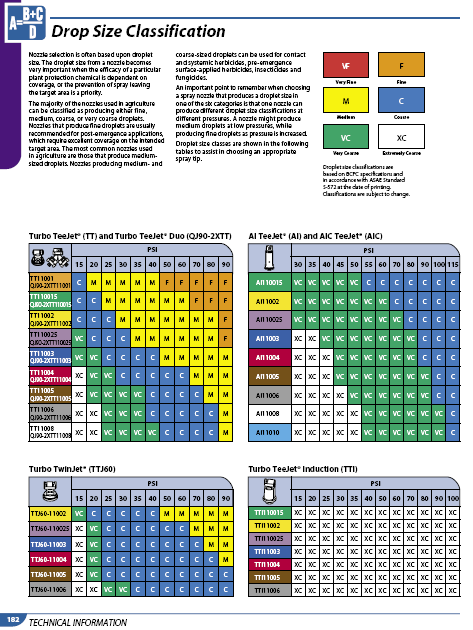 A=B+C
D
Drop Size Classification
Nozzle selection is often based upon droplet
size. The droplet size from a nozzle becomes
very important when the efficacy of a particular
plant protection chemical is dependent on
coverage, or the prevention of spray leaving
the target area is a priority.
The majority of the nozzles used in agriculture
can be classified as producing either fine,
medium, coarse, or very coarse droplets.
Nozzles that produce fine droplets are usually
recommended for post-emergence applications,
which require excellent coverage on the intended
target area. The most common nozzles used
in agriculture are those that produce medium-
sized droplets. Nozzles producing medium- and
coarse-sized droplets can be used for contact
and systemic herbicides, pre-emergence
surface-applied herbicides, insecticides and
fungicides.
An important point to remember when choosing
a spray nozzle that produces a droplet size in
one of the six categories is that one nozzle can
produce different droplet size classifications at
different pressures. A nozzle might produce
medium droplets at low pressures, while
producing fine droplets as pressure is increased.
Droplet size classes are shown in the following
tables to assist in choosing an appropriate
spray tip.
VF F
Very Fine Fine
M C
Medium Coarse
VC XC
Very Coarse Extremely Coarse
Droplet size classifications are
based on BCPC specifications and
in accordance with ASAE Standard
S-572 at the date of printing.
Classifications are subject to change.
Turbo TeeJet® (TT) and Turbo TeeJet® Duo (QJ90-2XTT)
PSI
15 20 25 30 35 40 50 60 70 80 90
TT11001 QJ90-2XTT11001 C M M M M M F F F F F
TT110015 QJ90-2XTT110015 C C M M M M M M F F F
TT11002 QJ90-2XTT11002 C C C M M M M M M M F
TT110025 QJ90-2XTT110025 VC C C C M M M M M M F
TT11003 QJ90-2XTT11003 VC VC C C C C M M M M M
TT11004 QJ90-2XTT11004 XC VC VC C C C C C M M M
TT11005 QJ90-2XTT11005 XC VC VC VC VC C C C C M M
TT11006 QJ90-2XTT11006 XC XC VC VC VC C C C C C M
TT11008 QJ90-2XTT11008 XC XC VC VC VC VC C C C C M
AI TeeJet® (AI) and AIC TeeJet® (AIC)
PSI
30 35 40 45 50 55 60 70 80 90 100 115
AI110015 VC VC VC VC VC C C C C C C C
AI11002 VC VC VC VC VC VC VC C C C C C
AI110025 VC VC VC VC VC VC VC VC C C C C
AI11003 XC XC VC VC VC VC VC VC VC C C C
AI11004 XC XC XC VC VC VC VC VC VC C C C
AI11005 XC XC XC VC VC VC VC VC VC C C C
AI11006 XC XC XC XC VC VC VC VC VC VC C C
AI11008 XC XC XC XC XC VC VC VC VC VC VC C
AI11010 XC XC XC XC XC VC VC VC VC VC VC C
Turbo TwinJet® (TTJ60)
PSI
15 20 25 30 35 40 50 60 70 80 90
TTJ60-11002 VC C C C C C M M M M M
TTJ60-110025 XC VC C C C C C C M M M
TTJ60-11003 XC VC C C C C C C C M M
TTJ60-11004 XC VC C C C C C C C C M
TTJ60-11005 XC VC C C C C C C C C C
TTJ60-11006 XC XC VC VC C C C C C C C
Turbo TeeJet® Induction (TTI)
PSI
15 20 25 30 35 40 50 60 70 80 90 100
TTI110015 XC XC XC XC XC XC XC XC XC XC XC XC
TTI11002 XC XC XC XC XC XC XC XC XC XC XC XC
TTI110025 XC XC XC XC XC XC XC XC XC XC XC XC
TTI11003 XC XC XC XC XC XC XC XC XC XC XC XC
TTI11004 XC XC XC XC XC XC XC XC XC XC XC XC
TTI11005 XC XC XC XC XC XC XC XC XC XC XC XC
TTI11006 XC XC XC XC XC XC XC XC XC XC XC XC
182 TECHNICAL INFORMATION